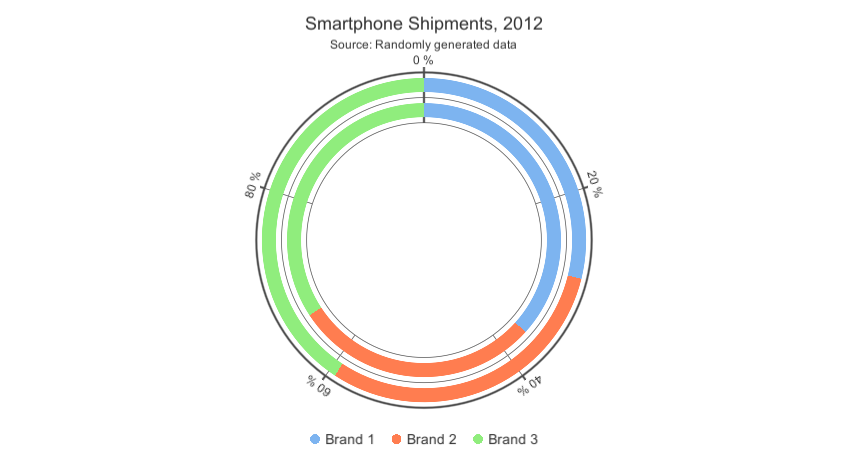 Smartphone Shipments, 2012
Source: Randomly generated data
0 %
20 %
40 %
60 %
80 %
Brand 1
Brand 2
Brand 3